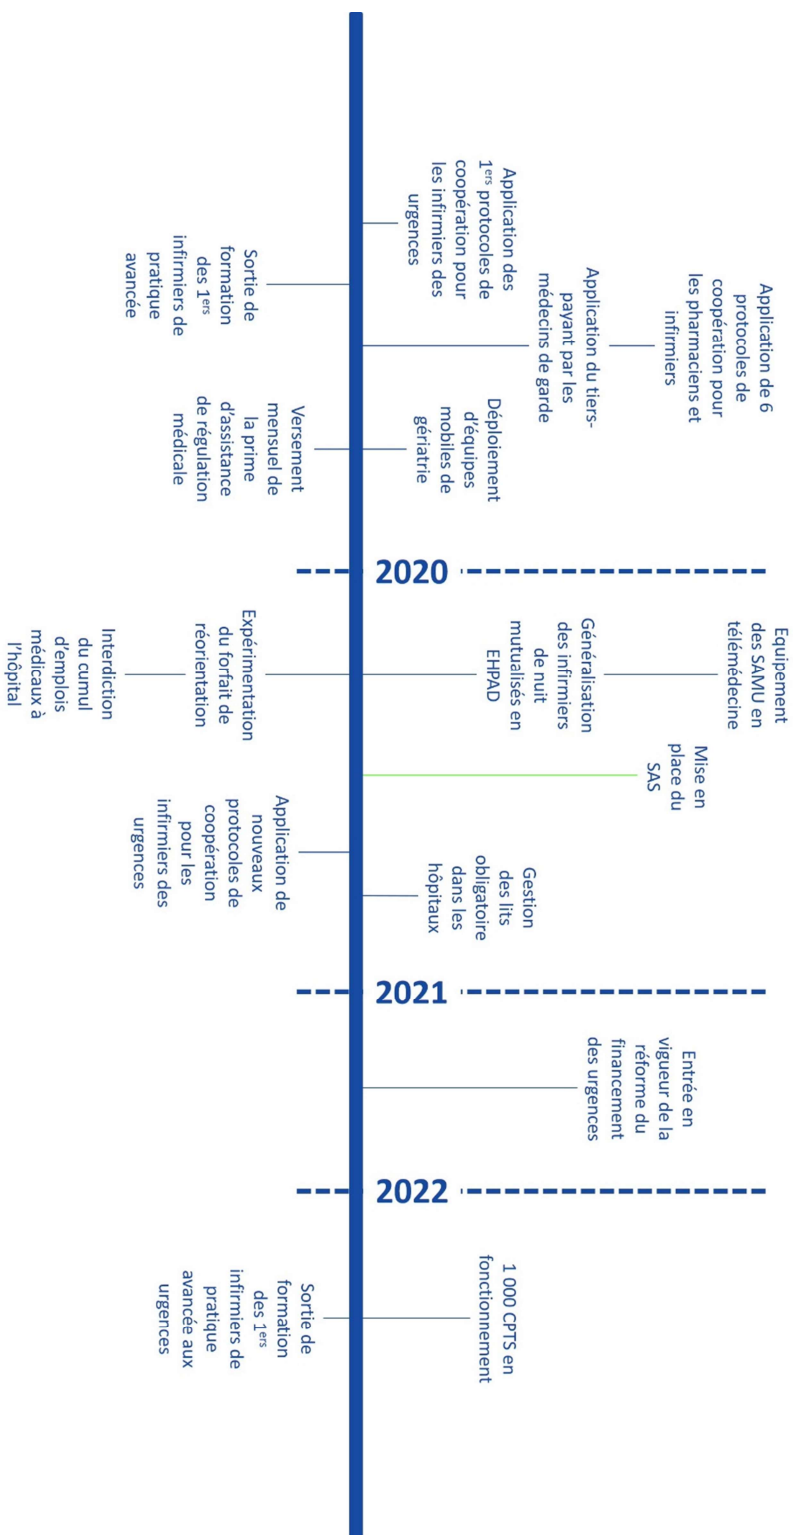 Application des
1ers protocoles de
coopération pour
les infirmiers des
urgences
Sortie de
formation
des 1ers
infirmiers de
pratique
avancée
Application de 6
protocoles de
coopération pour
les pharmaciens et
infirmiers
Application du tiers-
payant par les
médecins de garde
Déploiement
d'équipes
mobiles de
gériatrie
Versement
mensuel de
la prime
d'assistance
de régulation
médicale
2020
Equipement
des SAMU en
télémédecine
Généralisation
des infirmiers
de nuit
mutualisés en
EHPAD
Expérimentation
du forfait de
réorientation
Interdiction
du cumul
d'emplois
médicaux à
l'hôpital
Mise en
place du
SAS
Application de
nouveaux
protocoles de
coopération
pour les
infirmiers des
urgences
Gestion
des lits
obligatoire
dans les
hôpitaux
2021
Entrée en
vigueur de la
réforme du
financement
des urgences
2022
1 000 CPTS en
fonctionnement
Sortie de
formation
des 1ers
infirmiers de
pratique
avancée aux
urgences